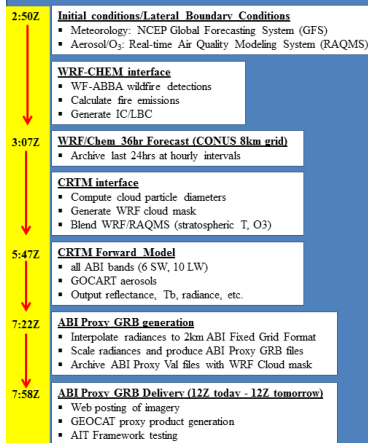 2:50Z
Initial conditions/Lateral Boundary Conditions
▪ Meteorology: NCEP Global Forecasting System (GFS)
▪ Aerosol/O3: Real-time Air Quality Modeling System (RAQMS)
WRF-CHEM interface
▪ WF-ABBA wildfire detections
▪ Calculate fire emissions
▪ Generate IC/LBC
3:07Z
WRF/Chem 36hr Forecast (CONUS 8km grid)
▪ Archive last 24hrs at hourly intervals
CRTM interface
▪ Compute cloud particle diameters
▪ Generate WRF cloud mask
▪ Blend WRF/RAQMS (stratospheric T, O3)
5:47Z
CRTM Forward Model
▪ all ABI bands (6 SW, 10 LW)
▪ GOCART aerosols
▪ Output reflectance, Tb, radiance, etc.
7:22Z
ABI Proxy GRB generation
▪ Interpolate radiances to 2km ABI Fixed Grid Format
▪ Scale radiances and produce ABI Proxy GRB files
▪ Archive ABI Proxy Val files with WRF Cloud mask
7:58Z
ABI Proxy GRB Delivery (12Z today - 12Z tomorrow)
▪ Web posting of imagery
▪ GEOCAT proxy product generation
▪ AIT Framework testing